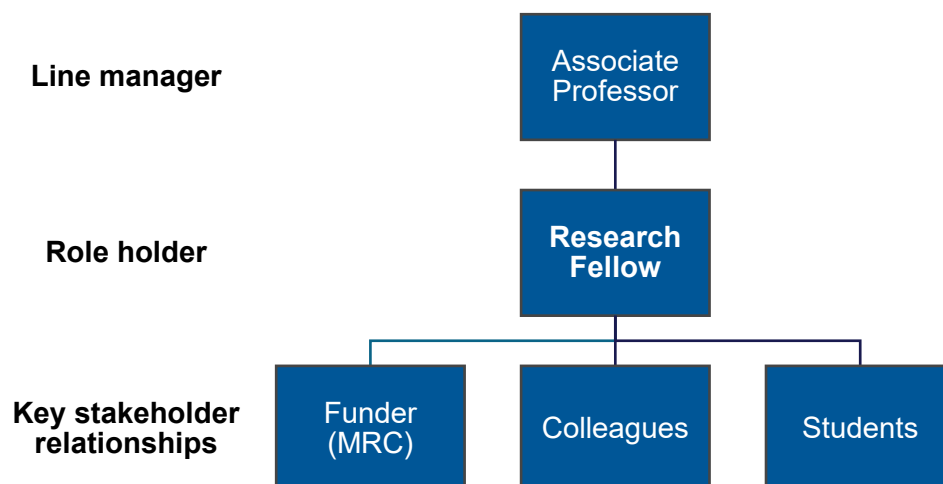 Line manager
Associate
Professor
Role holder
Research
Fellow
Key stakeholder
relationships
Funder
(MRC)
Colleagues
Students